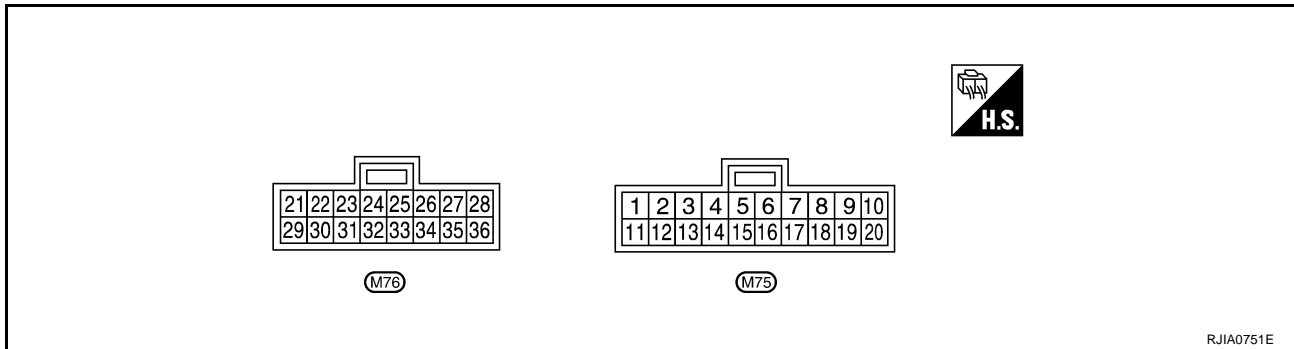 H.S.
21 22 23 24 25 26 27 28
29 30 31 32 33 34 35 36
M76
1 2 3 4 5 6 7 8 9 10
11 12 13 14 15 16 17 18 19 20
M75
RJIA0751E